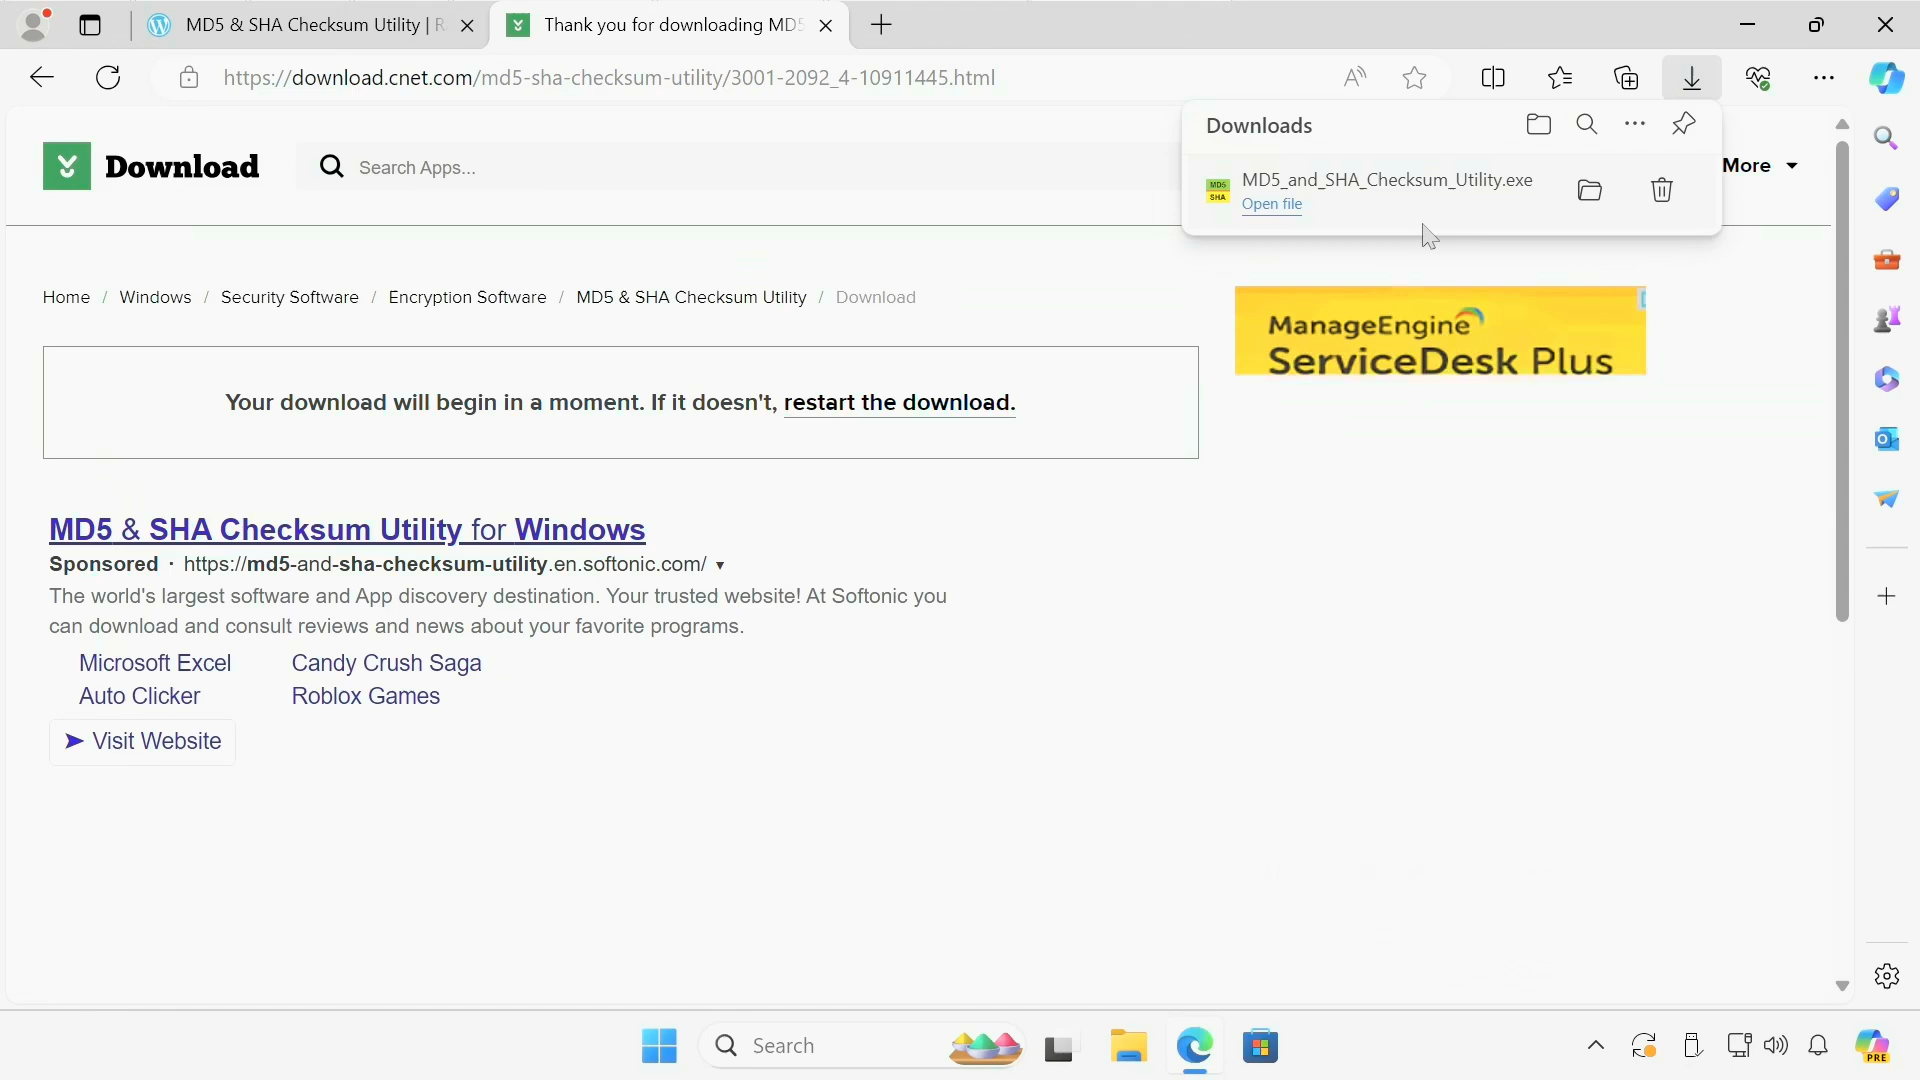 MD5 & SHA Checksum Utility | R
Thank you for downloading MD5
https://download.cnet.com/md5-sha-checksum-utility/3001-2092_4-10911445.html
Downloads
MD5_and_SHA_Checksum_Utility.exe
Open file
MD5
SHA
Download
Search Apps...
More
Home / Windows / Security Software / Encryption Software / MD5 & SHA Checksum Utility / Download
ManageEngine
ServiceDesk Plus
Your download will begin in a moment. If it doesn't, restart the download.
MD5 & SHA Checksum Utility for Windows
Sponsored · https://md5-and-sha-checksum-utility.en.softonic.com/
The world's largest software and App discovery destination. Your trusted website! At Softonic you
can download and consult reviews and news about your favorite programs.
Microsoft Excel
Candy Crush Saga
Auto Clicker
Roblox Games
Visit Website
Search
PRE